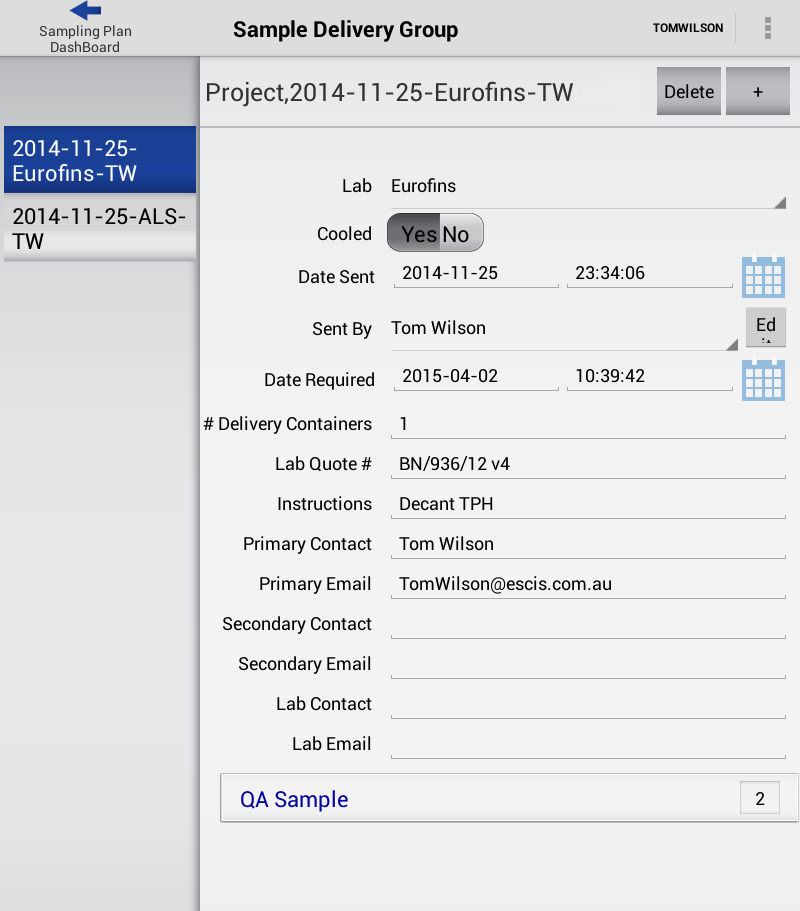 Sampling Plan
DashBoard
Sample Delivery Group
TOMWILSON
Project,2014-11-25-Eurofins-TW
Delete
+
2014-11-25-
Eurofins-TW
2014-11-25-ALS-
TW
Lab Eurofins
Cooled Yes No
Date Sent 2014-11-25 23:34:06
Sent By Tom Wilson Ed
it
Date Required 2015-04-02 10:39:42
# Delivery Containers 1
Lab Quote # BN/936/12 v4
Instructions Decant TPH
Primary Contact Tom Wilson
Primary Email TomWilson@escis.com.au
Secondary Contact
Secondary Email
Lab Contact
Lab Email
QA Sample 2